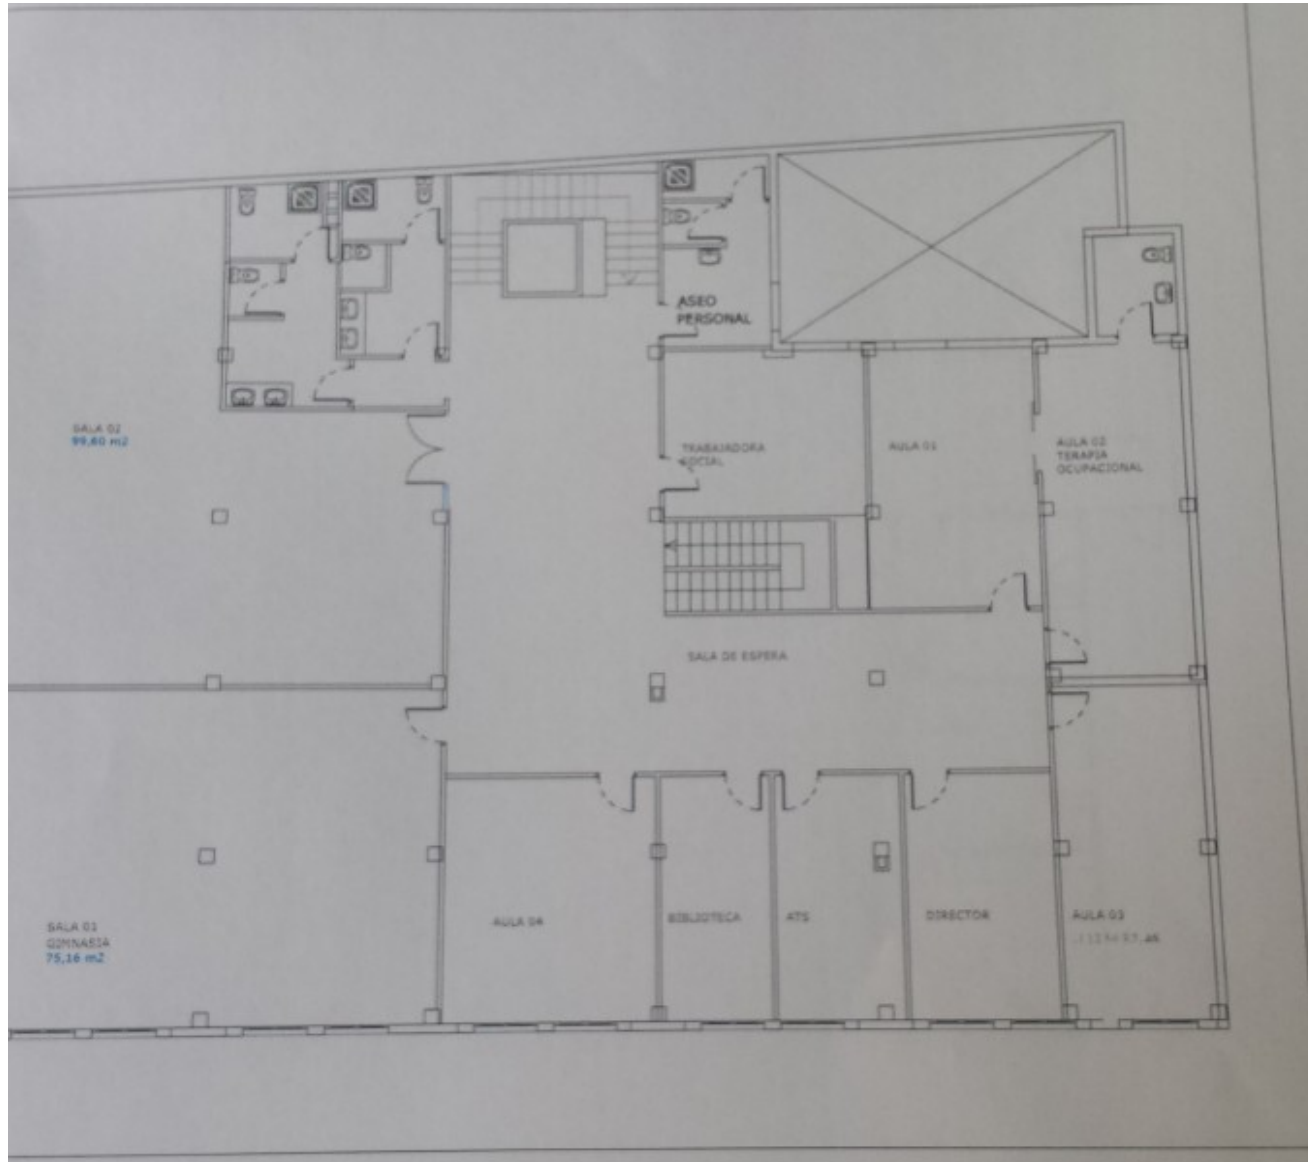 ASEO
PERSONAL
SALA 02
99,60 m2
TRABAJADORA
SOCIAL
AULA 01
AULA 02
TERAPIA
OCUPACIONAL
SALA DE ESPERA
SALA 01
GIMNASIA
75,16 m2
AULA 04
BIBLIOTECA
ATS
DIRECTOR
AULA 03